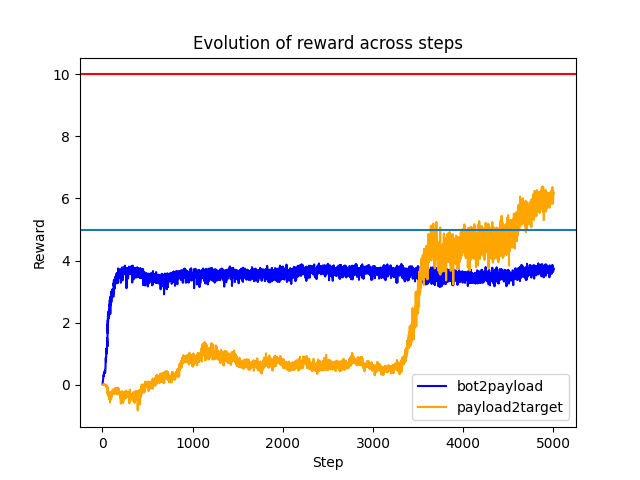 Evolution of reward across steps
Reward
10
8
6
4
2
0
0 1000 2000 3000 4000 5000
Step
bot2payload
payload2target